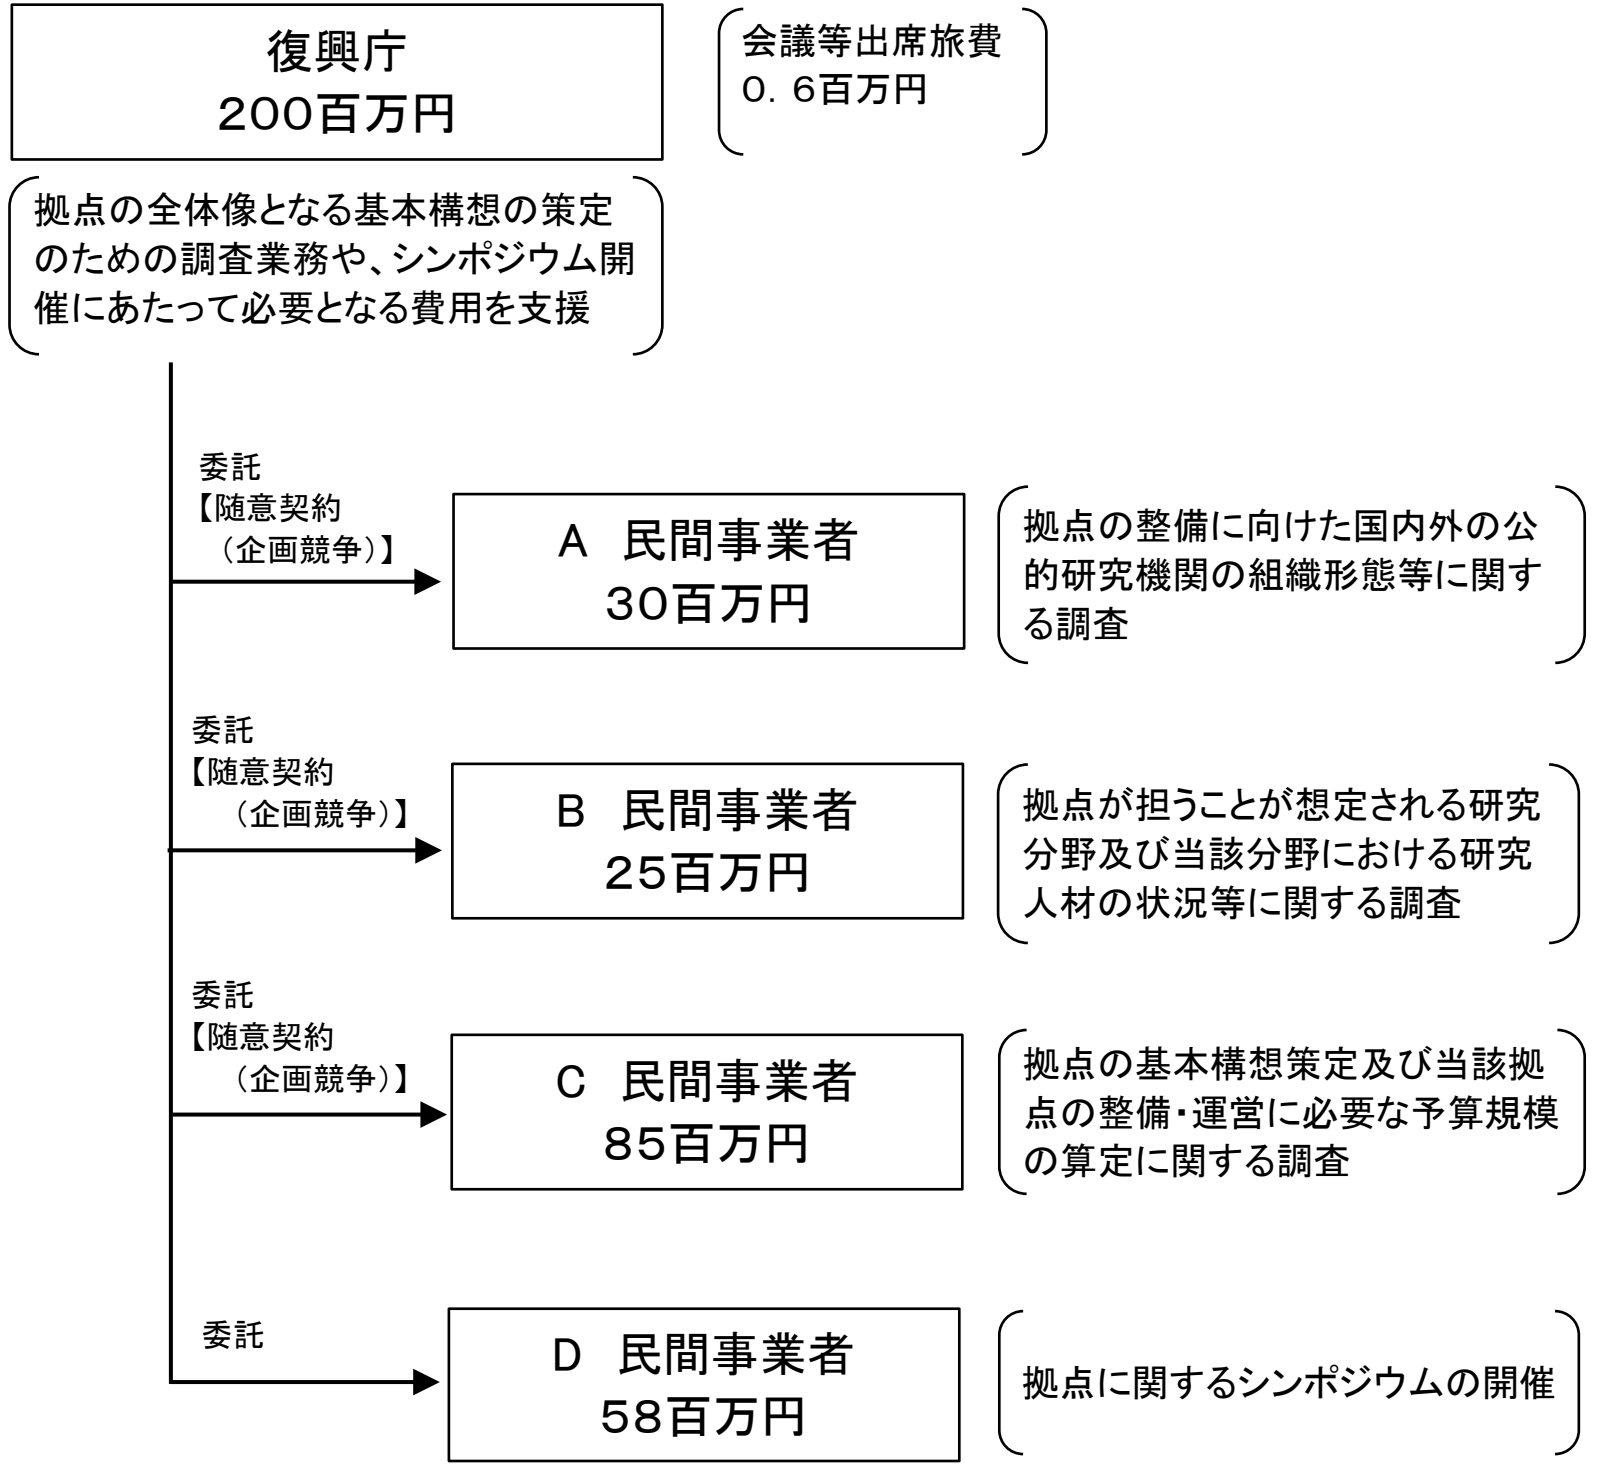 復興庁
200百万円
会議等出席旅費
0．6百万円
拠点の全体像となる基本構想の策定
のための調査業務や、シンポジウム開
催にあたって必要となる費用を支援
委託
【随意契約
（企画競争）】
A　民間事業者
30百万円
拠点の整備に向けた国内外の公
的研究機関の組織形態等に関す
る調査
委託
【随意契約
（企画競争）】
B　民間事業者
25百万円
拠点が担うことが想定される研究
分野及び当該分野における研究
人材の状況等に関する調査
委託
【随意契約
（企画競争）】
C　民間事業者
85百万円
拠点の基本構想策定及び当該拠
点の整備・運営に必要な予算規模
の算定に関する調査
委託
D　民間事業者
58百万円
拠点に関するシンポジウムの開催